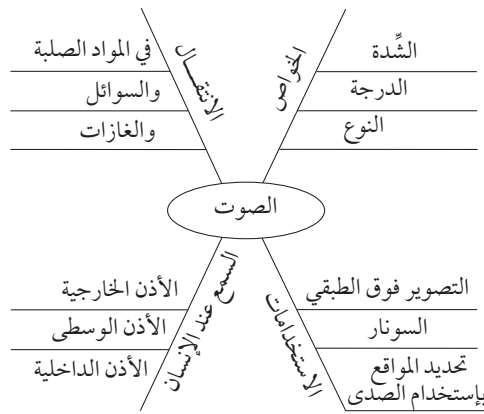 الخواص
الشِّدة
الدرجة
النوع
الانتقـــال
في المواد الصلبة
والسوائل
والغازات
الصوت
الاستخدامات
التصوير فوق الطبقي
السونار
تحديد المواقع
بإستخدام الصدى
السمع عند الإنسان
الأذن الخارجية
الأذن الوسطى
الأذن الداخلية